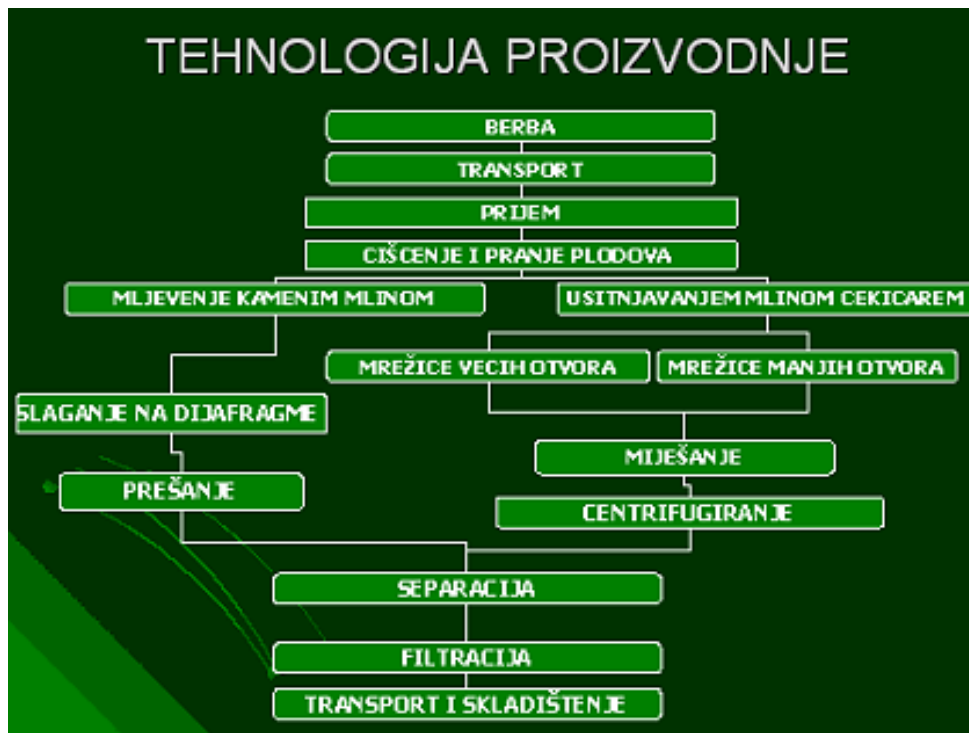 TEHNOLOGIJA PROIZVODNJE
BERBA
TRANSPORT
PRIJEM
CIŠCENJE I PRANJE PLODOVA
MLJEVENJE KAMENIM MLINOM
USITNJAVANJEM MLINOM CEKICAREM
MREŽICE VECIH OTVORA
MREŽICE MANJIH OTVORA
SLAGANJE NA DIJAFRAGME
MIJEŠANJE
PREŠANJE
CENTRIFUGIRANJE
SEPARACIJA
FILTRACIJA
TRANSPORT I SKLADIŠTENJE